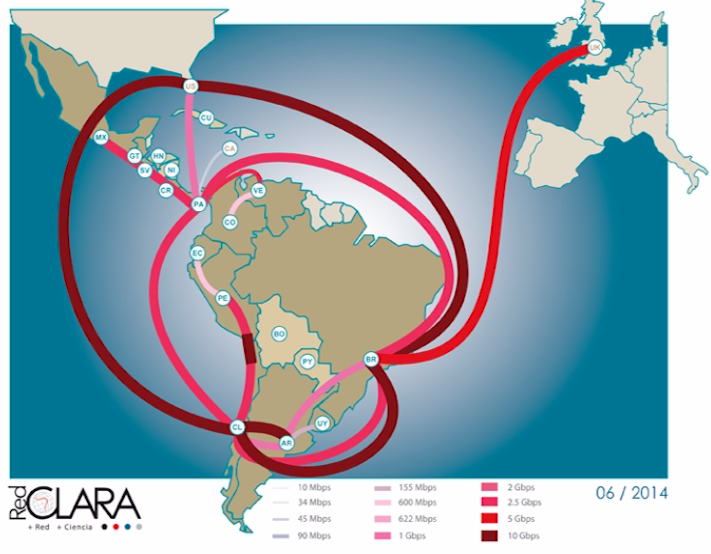 UK
US
CU
MX
CA
GT
HN
SV
NI
CR
VE
PA
CO
EC
PE
BO
BR
PY
UY
CL
AR
Red
CLARA
+ Red + Ciencia
10 Mbps
34 Mbps
45 Mbps
90 Mbps
155 Mbps
600 Mbps
622 Mbps
1 Gbps
2 Gbps
2.5 Gbps
5 Gbps
10 Gbps
06 / 2014